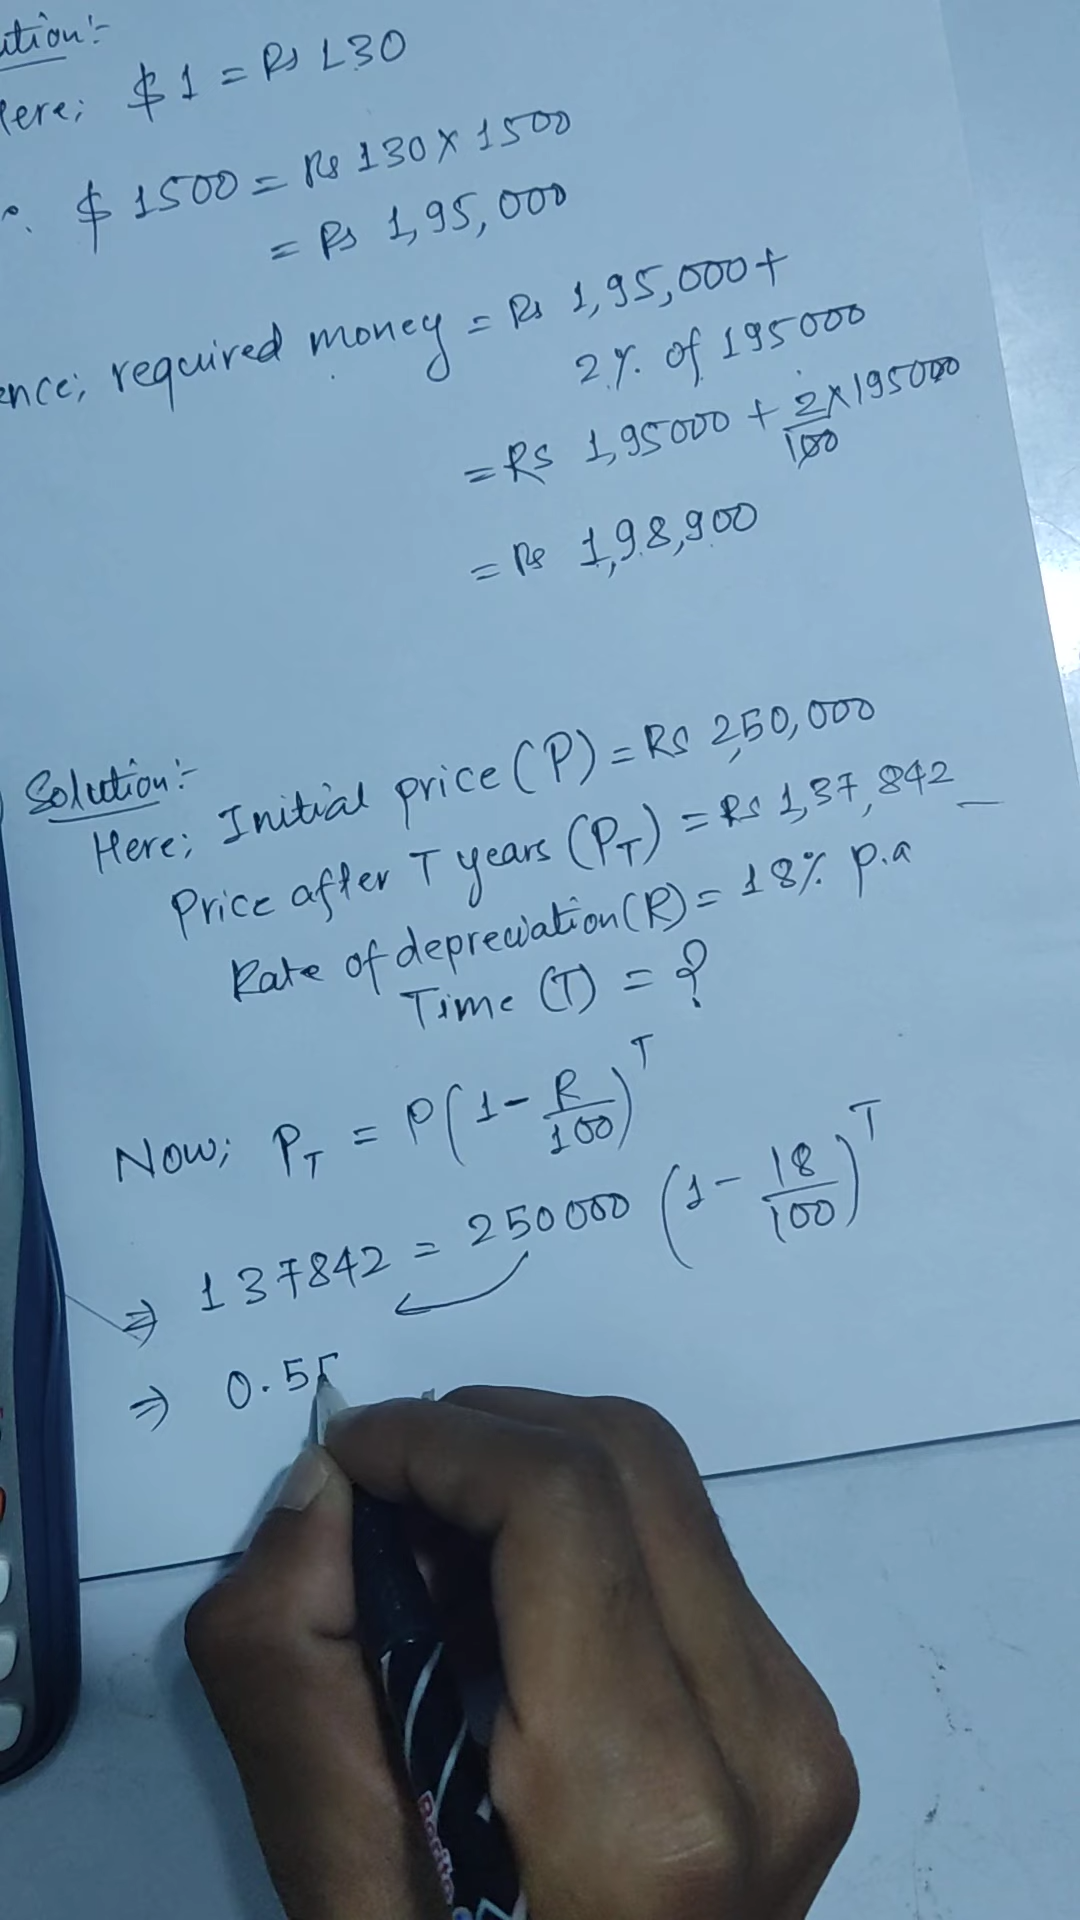 ution:-
Here; $ 1 = Rs 130
∴ $ 1500 = Rs 130 × 1500
= Rs 1,95,000
ence; required money = Rs 1,95,000 +
2% of 195000
= Rs 1,95000 + 2/100 × 195000
= Rs 1,98,900
Solution:-
Here; Initial price (P) = Rs 2,50,000
Price after T years (P_T) = Rs 1,37,842
Rate of depreciation (R) = 18% p.a
Time (T) = ?
Now; P_T = P(1 - R/100)^T
⇒ 137842 = 250000 (1 - 18/100)^T
⇒ 0.55